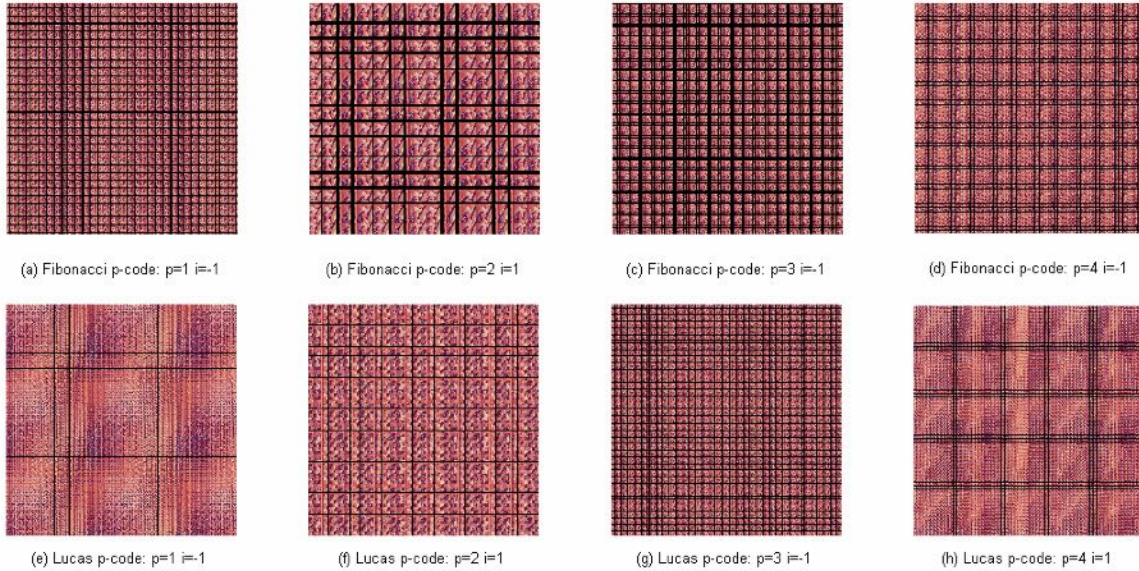 (a) Fibonacci p-code: p=1 i=-1
(b) Fibonacci p-code: p=2 i=1
(c) Fibonacci p-code: p=3 i=-1
(d) Fibonacci p-code: p=4 i=1
(e) Lucas p-code: p=1 i=-1
(f) Lucas p-code: p=2 i=1
(g) Lucas p-code: p=3 i=-1
(h) Lucas p-code: p=4 i=1